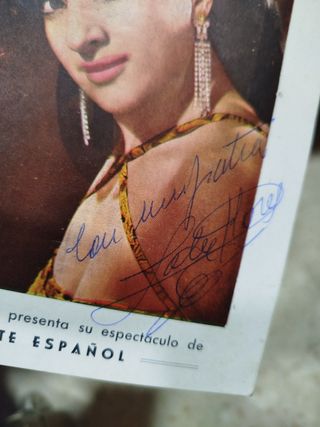 Con simpatía
presenta su espectáculo de
TE ESPAÑOL